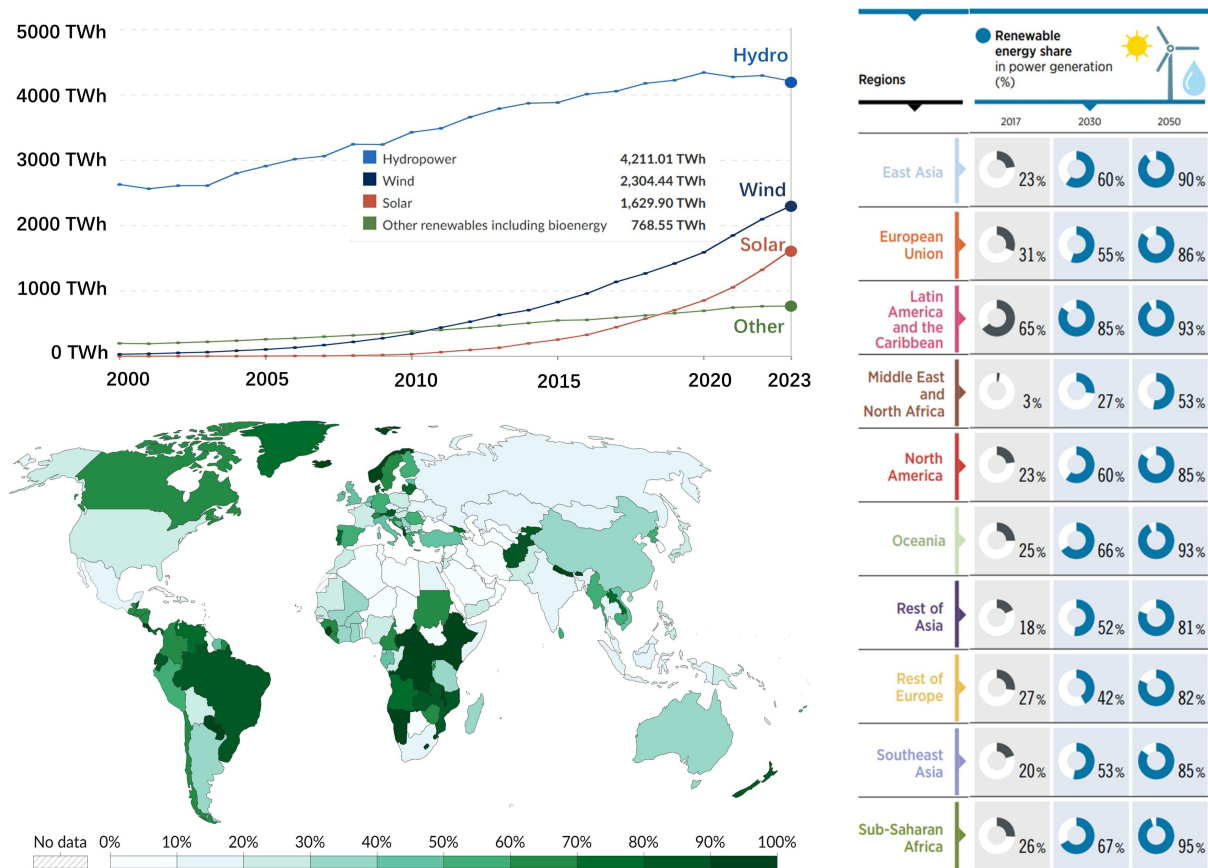 5000 TWh
4000 TWh
3000 TWh
2000 TWh
1000 TWh
0 TWh
Hydro
Hydropower 4,211.01 TWh
Wind 2,304.44 TWh
Solar 1,629.90 TWh
Other renewables including bioenergy 768.55 TWh
Wind
Solar
Other
2000 2005 2010 2015 2020 2023
No data 0% 10% 20% 30% 40% 50% 60% 70% 80% 90% 100%
Regions
Renewable
energy share
in power generation
(%)
2017 2030 2050
East Asia 23% 60% 90%
European
Union 31% 55% 86%
Latin
America
and the
Caribbean 65% 85% 93%
Middle East
and
North Africa 3% 27% 53%
North
America 23% 60% 85%
Oceania 25% 66% 93%
Rest of
Asia 18% 52% 81%
Rest of
Europe 27% 42% 82%
Southeast
Asia 20% 53% 85%
Sub-Saharan
Africa 26% 67% 95%